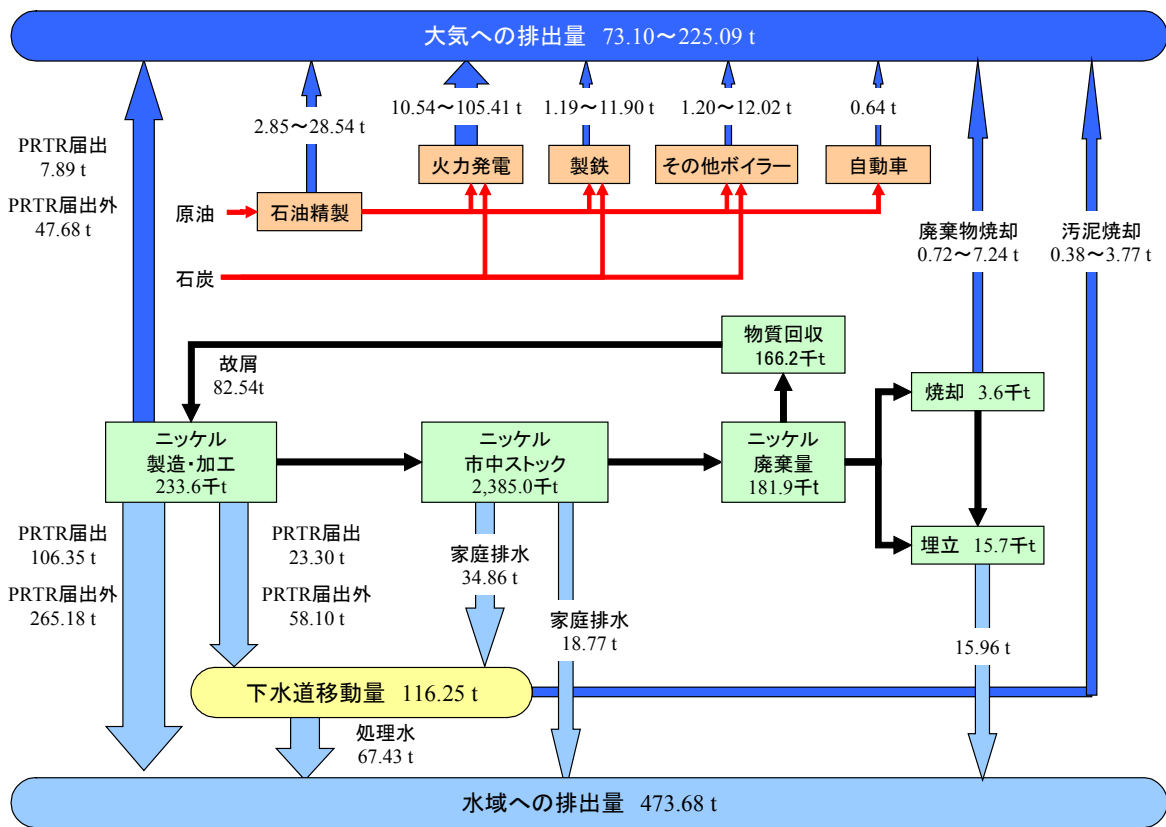 大気への排出量 73.10～225.09 t
PRTR届出
7.89 t
PRTR届出外
47.68 t
2.85～28.54 t
10.54～105.41 t
1.19～11.90 t
1.20～12.02 t
0.64 t
火力発電
製鉄
その他ボイラー
自動車
原油
石油精製
石炭
廃棄物焼却
0.72～7.24 t
汚泥焼却
0.38～3.77 t
物質回収
166.2千t
故屑
82.54t
焼却 3.6千t
ニッケル
製造・加工
233.6千t
ニッケル
市中ストック
2,385.0千t
ニッケル
廃棄量
181.9千t
埋立 15.7千t
PRTR届出
106.35 t
PRTR届出外
265.18 t
PRTR届出
23.30 t
PRTR届出外
58.10 t
家庭排水
34.86 t
家庭排水
18.77 t
15.96 t
下水道移動量 116.25 t
処理水
67.43 t
水域への排出量 473.68 t